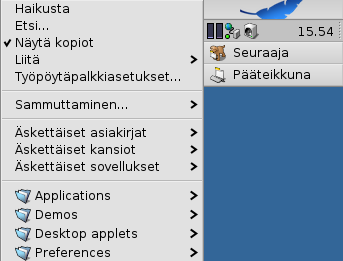 Haikusta
Etsi...
Näytä kopiot
Liitä
Työpöytäpalkkiasetukset...
Sammuttaminen...
Äskettäiset asiakirjat
Äskettäiset kansiot
Äskettäiset sovellukset
Applications
Demos
Desktop applets
Preferences
15.54
Seuraaja
Pääteikkuna